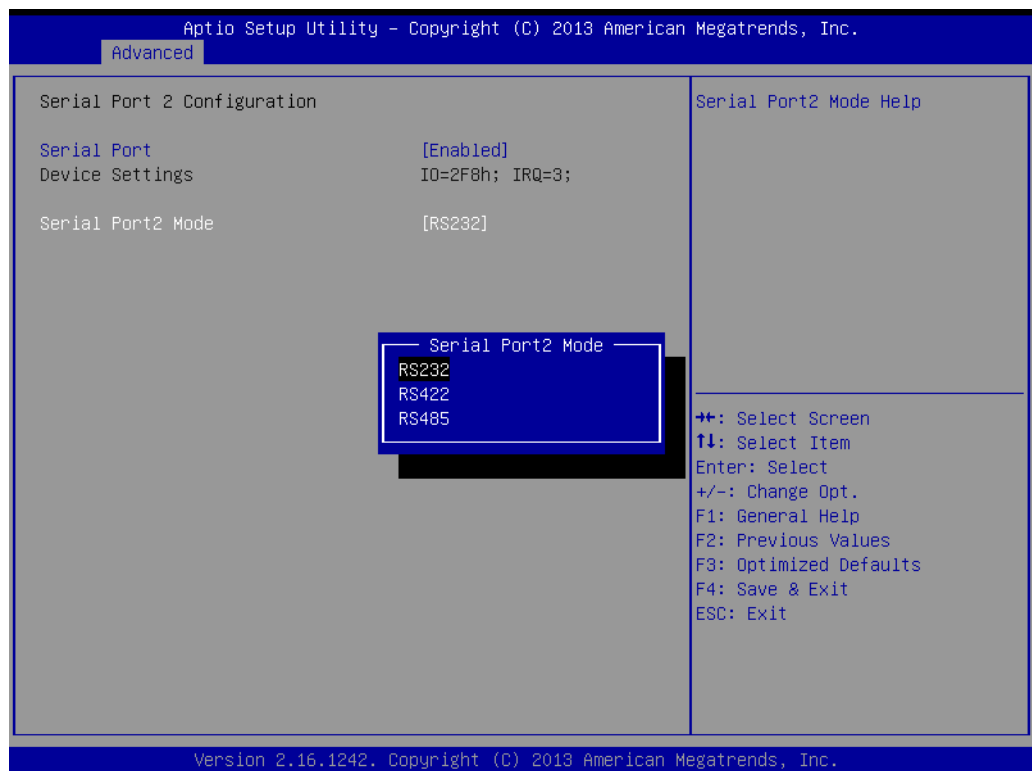 Aptio Setup Utility – Copyright (C) 2013 American Megatrends, Inc.
Advanced
Serial Port 2 Configuration
Serial Port [Enabled]
Device Settings IO=2F8h; IRQ=3;
Serial Port2 Mode [RS232]
Serial Port2 Mode Help
Serial Port2 Mode
RS232
RS422
RS485
→←: Select Screen
↑↓: Select Item
Enter: Select
+/-: Change Opt.
F1: General Help
F2: Previous Values
F3: Optimized Defaults
F4: Save & Exit
ESC: Exit
Version 2.16.1242. Copyright (C) 2013 American Megatrends, Inc.